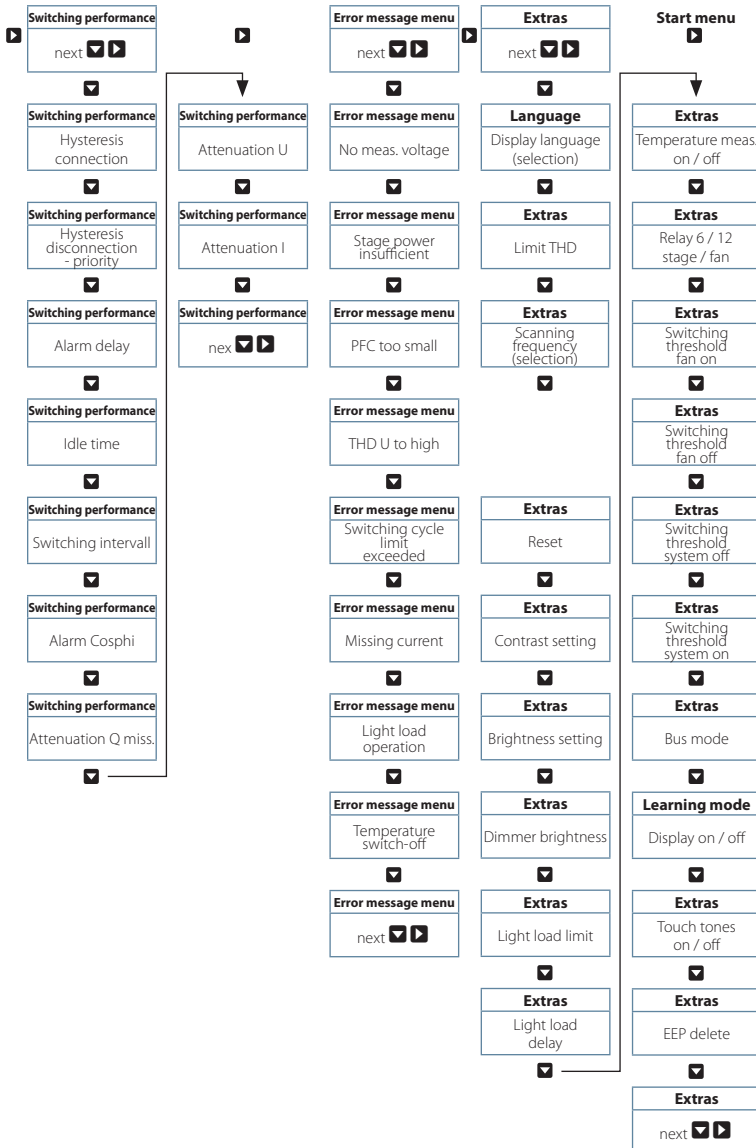 Switching performance
next
Switching performance
Hysteresis
connection
Switching performance
Hysteresis
disconnection
- priority
Switching performance
Alarm delay
Switching performance
Idle time
Switching performance
Switching intervall
Switching performance
Alarm Cosphi
Switching performance
Attenuation Q miss.
Switching performance
Attenuation U
Switching performance
Attenuation I
Switching performance
nex
Error message menu
next
Error message menu
No meas. voltage
Error message menu
Stage power
insufficient
Error message menu
PFC too small
Error message menu
THD U to high
Error message menu
Switching cycle
limit
exceeded
Error message menu
Missing current
Error message menu
Light load
operation
Error message menu
Temperature
switch-off
Error message menu
next
Extras
next
Language
Display language
(selection)
Extras
Limit THD
Extras
Scanning
frequency
(selection)
Extras
Reset
Extras
Contrast setting
Extras
Brightness setting
Extras
Dimmer brightness
Extras
Light load limit
Extras
Light load
delay
Start menu
Extras
Temperature meas.
on / off
Extras
Relay 6 / 12
stage / fan
Extras
Switching
threshold
fan on
Extras
Switching
threshold
fan off
Extras
Switching
threshold
system off
Extras
Switching
threshold
system on
Extras
Bus mode
Learning mode
Display on / off
Extras
Touch tones
on / off
Extras
EEP delete
Extras
next